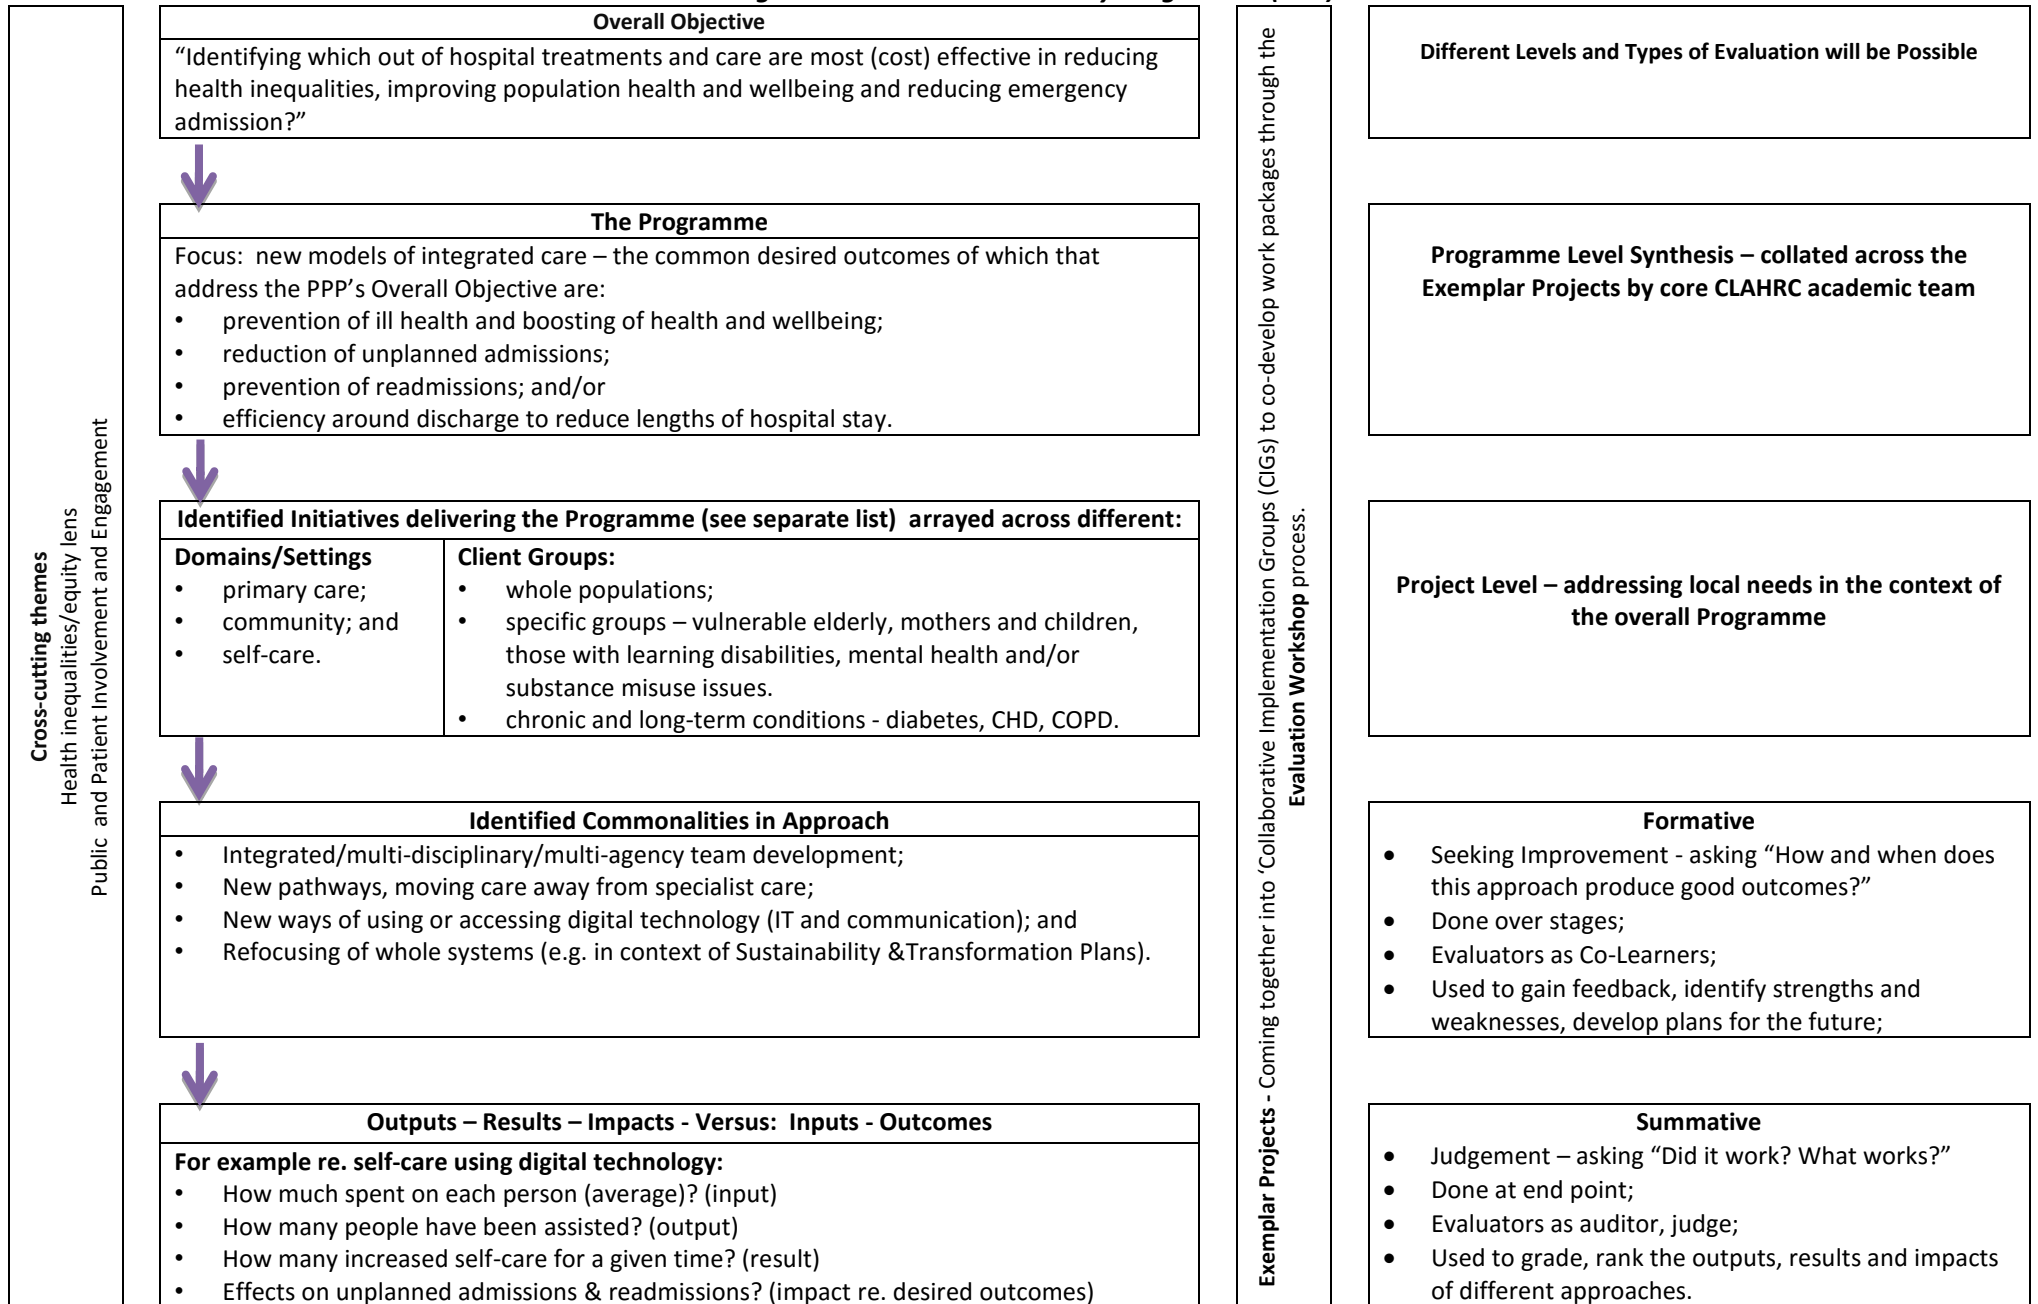 Cross-cutting themes
Health inequalities/equity lens
Public and Patient Involvement and Engagement
Overall Objective
“Identifying which out of hospital treatments and care are most (cost) effective in reducing
health inequalities, improving population health and wellbeing and reducing emergency
admission?”
The Programme
Focus: new models of integrated care – the common desired outcomes of which that
address the PPP’s Overall Objective are:
• prevention of ill health and boosting of health and wellbeing;
• reduction of unplanned admissions;
• prevention of readmissions; and/or
• efficiency around discharge to reduce lengths of hospital stay.
Identified Initiatives delivering the Programme (see separate list) arrayed across different:
Domains/Settings
• primary care;
• community; and
• self-care.
Client Groups:
• whole populations;
• specific groups – vulnerable elderly, mothers and children,
those with learning disabilities, mental health and/or
substance misuse issues.
• chronic and long-term conditions - diabetes, CHD, COPD.
Identified Commonalities in Approach
• Integrated/multi-disciplinary/multi-agency team development;
• New pathways, moving care away from specialist care;
• New ways of using or accessing digital technology (IT and communication); and
• Refocusing of whole systems (e.g. in context of Sustainability &Transformation Plans).
Outputs – Results – Impacts - Versus: Inputs - Outcomes
For example re. self-care using digital technology:
• How much spent on each person (average)? (input)
• How many people have been assisted? (output)
• How many increased self-care for a given time? (result)
• Effects on unplanned admissions & readmissions? (impact re. desired outcomes)
Exemplar Projects - Coming together into ‘Collaborative Implementation Groups (CIGs) to co-develop work packages through the
Evaluation Workshop process.
Different Levels and Types of Evaluation will be Possible
Programme Level Synthesis – collated across the
Exemplar Projects by core CLAHRC academic team
Project Level – addressing local needs in the context of
the overall Programme
Formative
• Seeking Improvement - asking “How and when does
this approach produce good outcomes?”
• Done over stages;
• Evaluators as Co-Learners;
• Used to gain feedback, identify strengths and
weaknesses, develop plans for the future;
Summative
• Judgement – asking “Did it work? What works?”
• Done at end point;
• Evaluators as auditor, judge;
• Used to grade, rank the outputs, results and impacts
of different approaches.